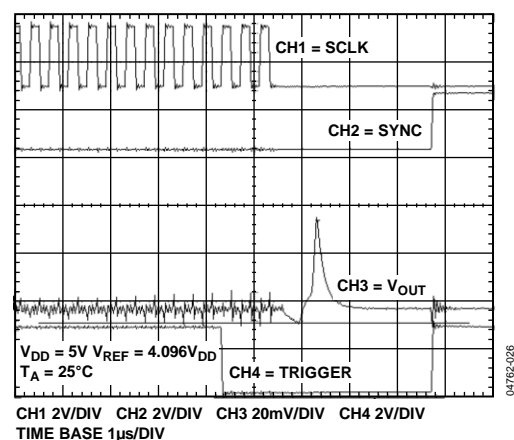 CH1 = SCLK
CH2 = SYNC
CH3 = VOUT
VDD = 5V VREF = 4.096VDD
TA = 25°C
CH4 = TRIGGER
CH1 2V/DIV CH2 2V/DIV CH3 20mV/DIV CH4 2V/DIV
TIME BASE 1µs/DIV
04762-026